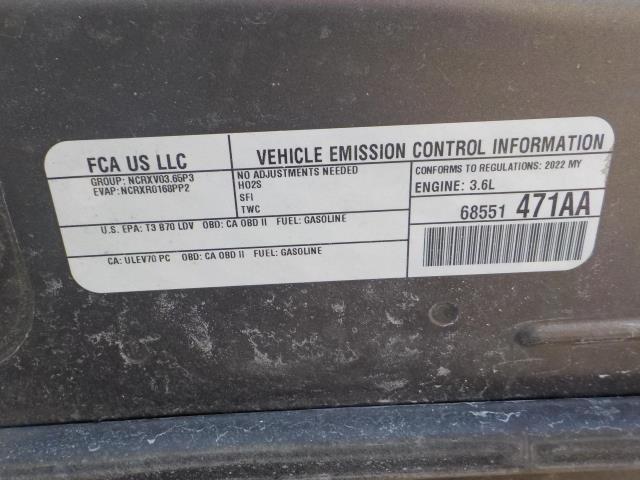 FCA US LLC
GROUP: NCRXV03.65P3
EVAP: NCRXR0168PP2
VEHICLE EMISSION CONTROL INFORMATION
NO ADJUSTMENTS NEEDED
HO2S
SFI
TWC
CONFORMS TO REGULATIONS: 2022 MY
ENGINE: 3.6L
U.S. EPA: T3 B70 LDV OBD: CA OBD II FUEL: GASOLINE
CA: ULEV70 PC OBD: CA OBD II FUEL: GASOLINE
68551 471AA